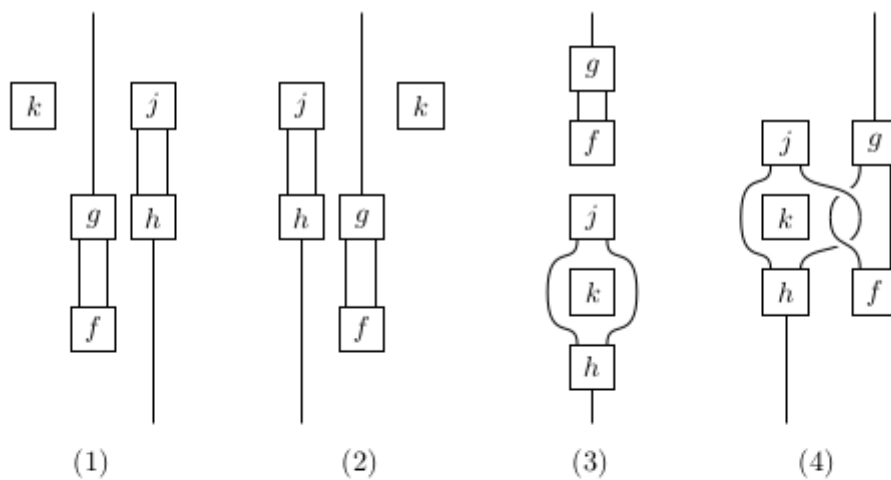 k j j k g f j g
g h h g k k
f f h h f
(1) (2) (3) (4)